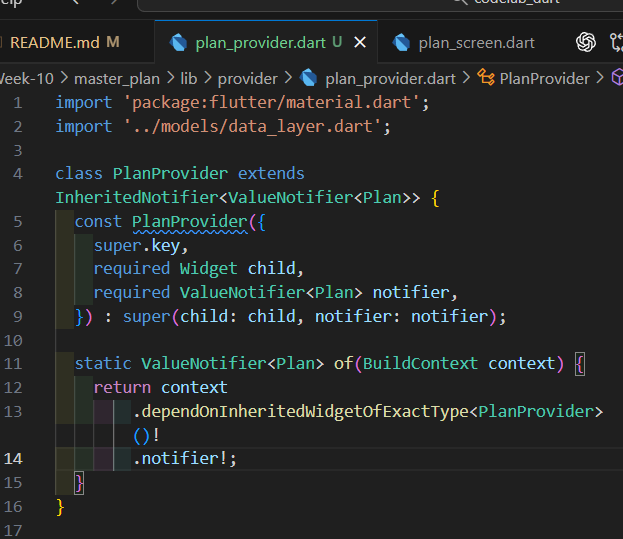 elp
codelab_dart
README.md M
plan_provider.dart U
plan_screen.dart
Week-10 > master_plan > lib > provider > plan_provider.dart > PlanProvider >
1 import 'package:flutter/material.dart';
2 import '../models/data_layer.dart';
3
4 class PlanProvider extends
InheritedNotifier<ValueNotifier<Plan>> {
5 const PlanProvider({
6 super.key,
7 required Widget child,
8 required ValueNotifier<Plan> notifier,
9 }) : super(child: child, notifier: notifier);
10
11 static ValueNotifier<Plan> of(BuildContext context) {
12 return context
13 .dependOnInheritedWidgetOfExactType<PlanProvider>
()!
14 .notifier!;
15 }
16 }
17